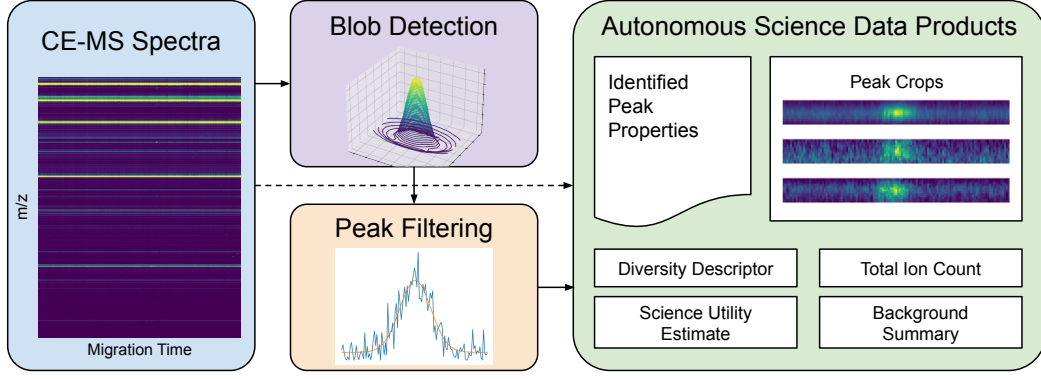 CE-MS Spectra
m/z
Migration Time
Blob Detection
Peak Filtering
Autonomous Science Data Products
Identified
Peak
Properties
Peak Crops
Diversity Descriptor
Total Ion Count
Science Utility
Estimate
Background
Summary